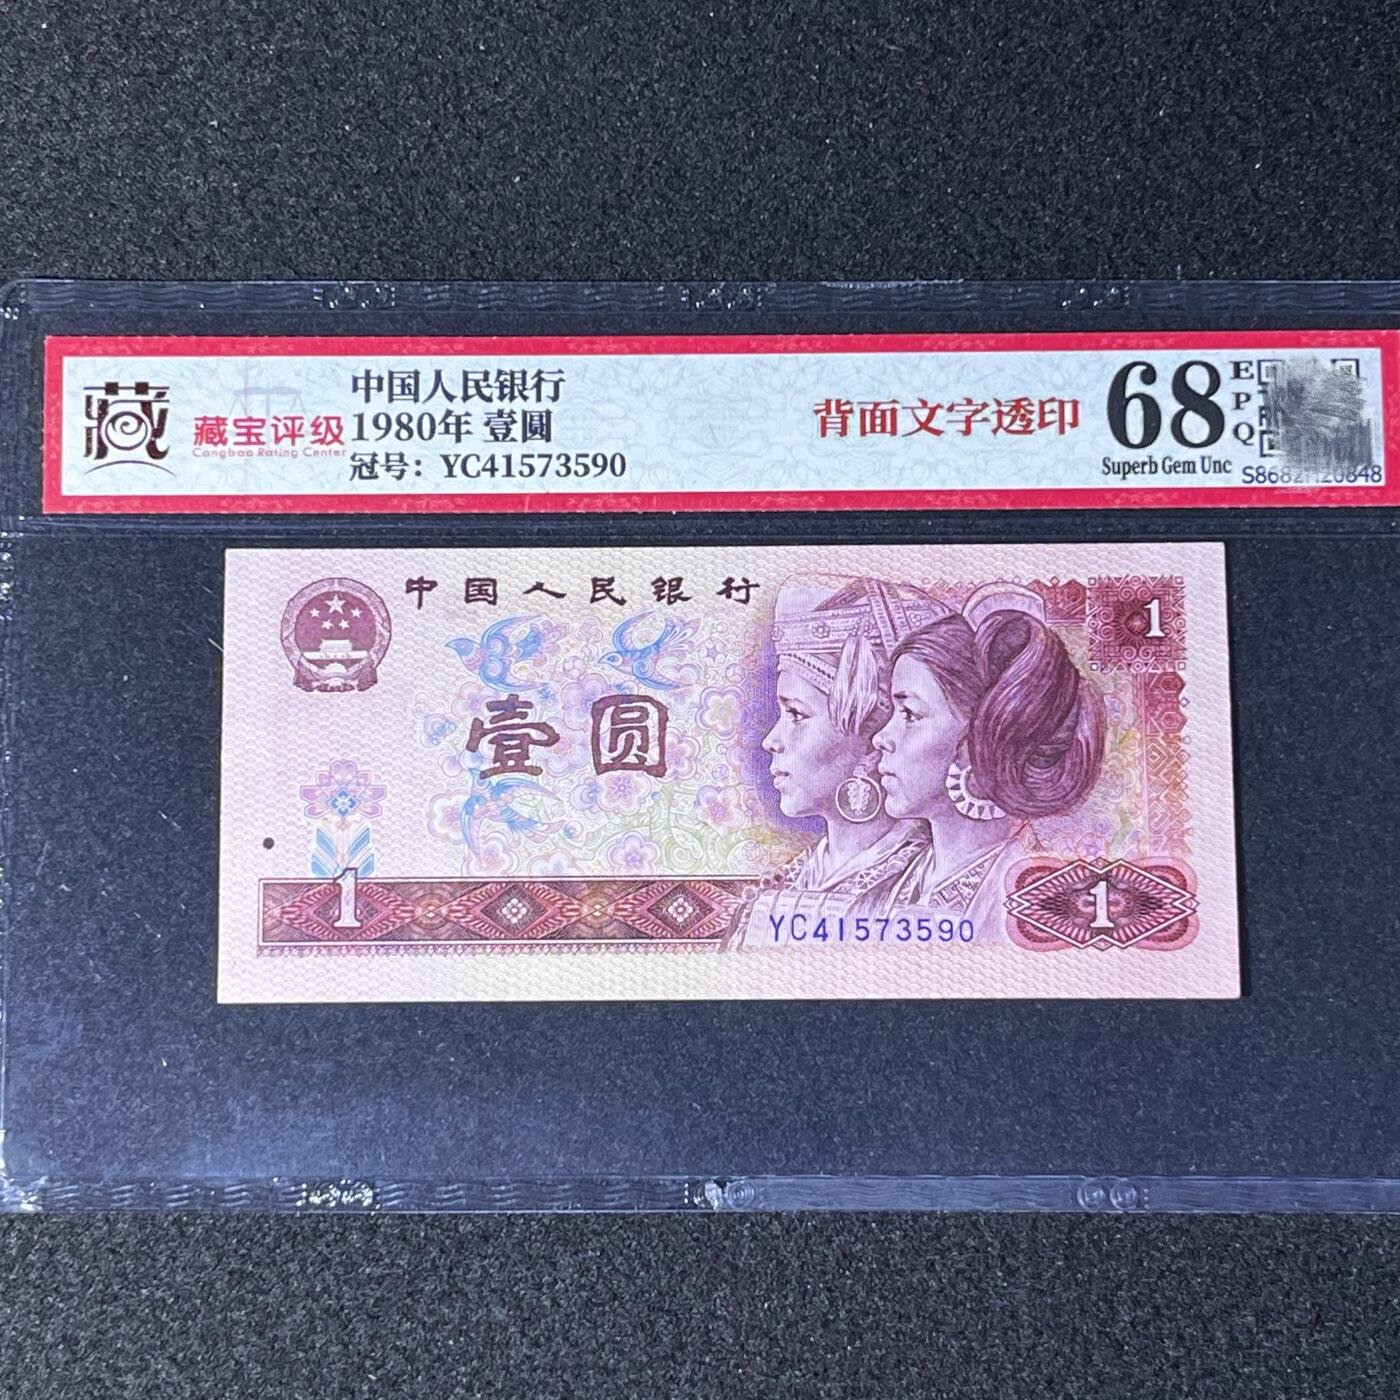 藏
藏宝评级
Cangbao Rating Center
中国人民银行
1980年 壹圆
冠号：YC41573590
背面文字透印
68
EPQ
Superb Gem Unc
中国人民银行
1
壹圆
1
YC41573590
1